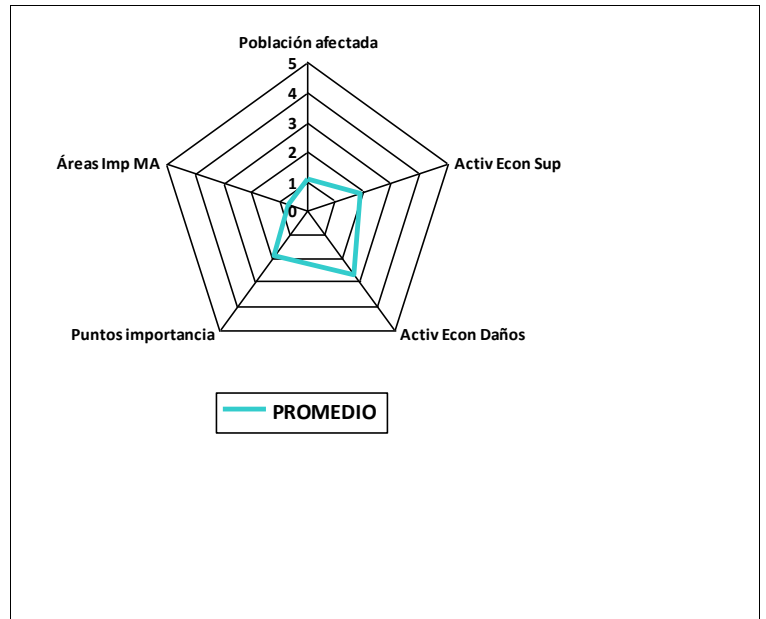 Población afectada
5
4
3
2
1
0
Áreas Imp MA
Activ Econ Sup
Puntos importancia
Activ Econ Daños
PROMEDIO